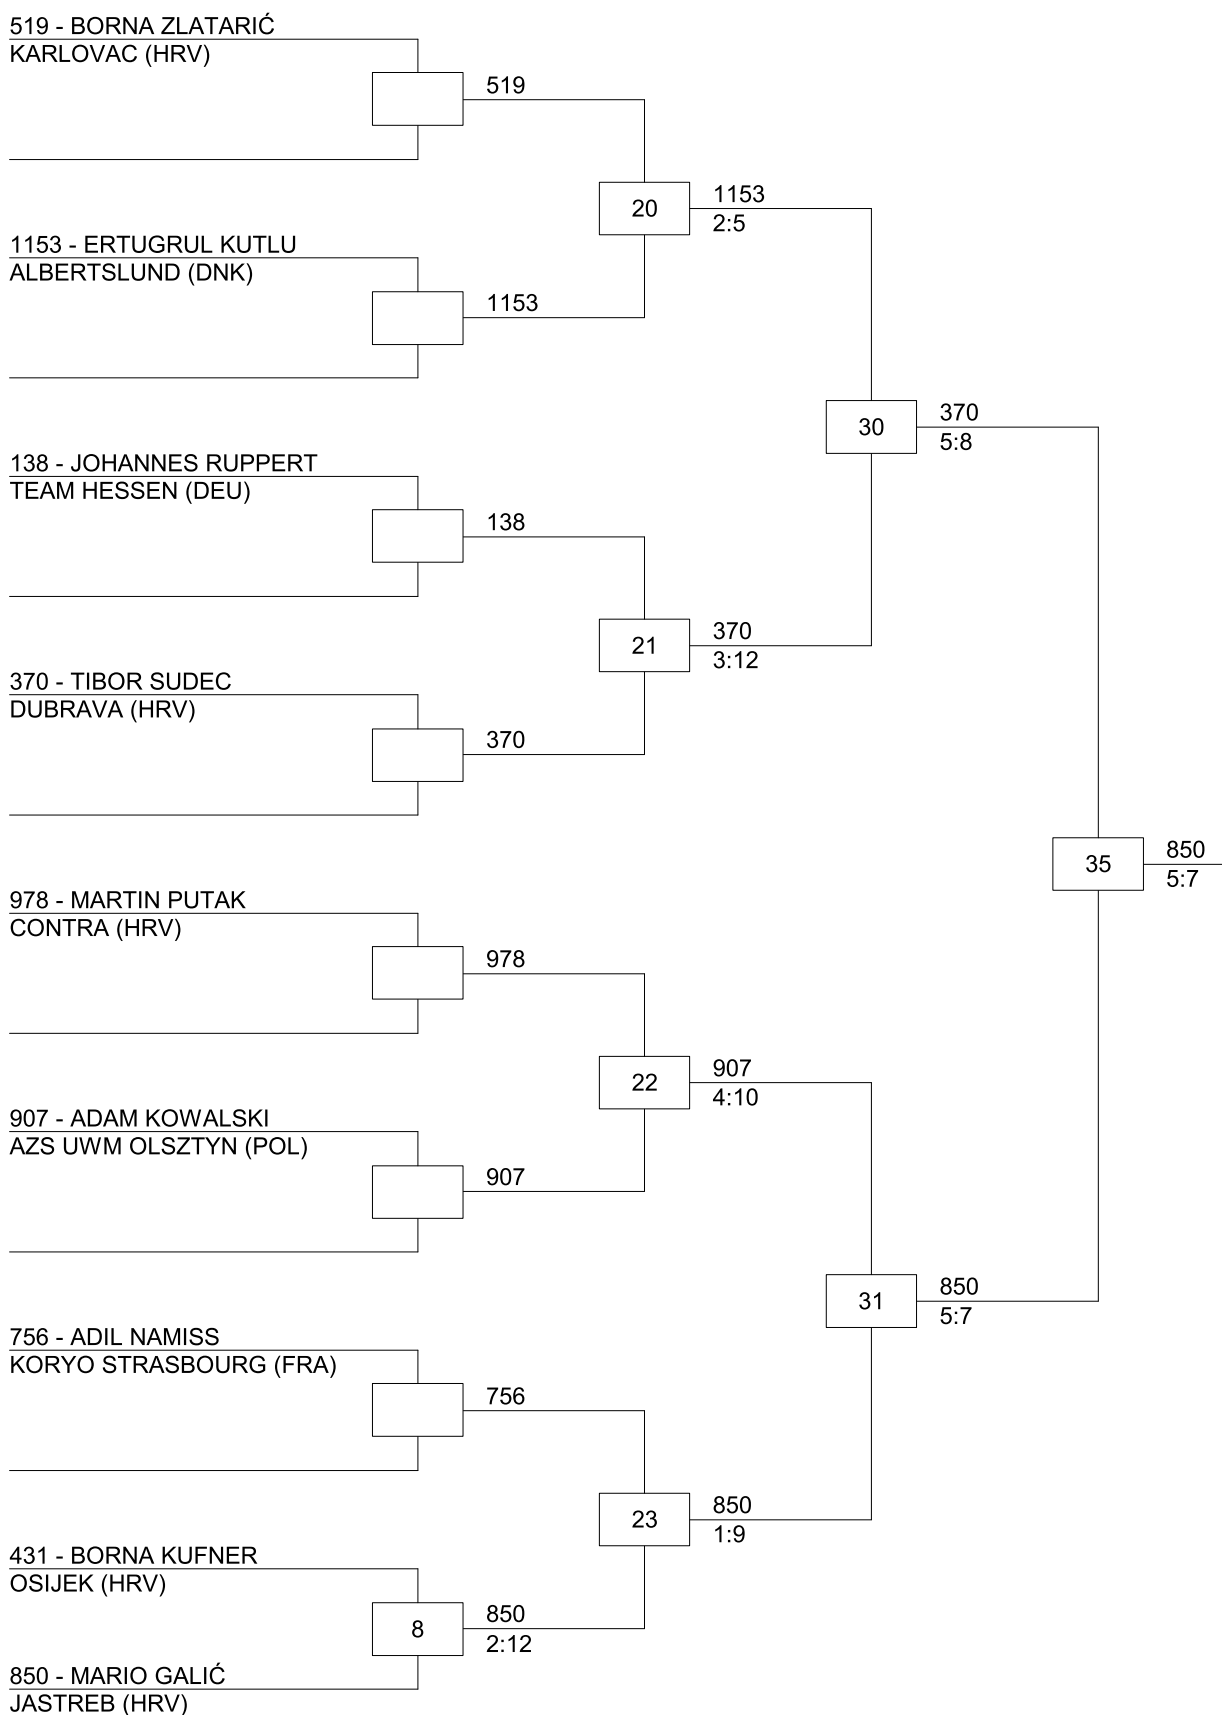 519 - BORNA ZLATARIĆ
KARLOVAC (HRV)
519
20
1153
2:5
1153 - ERTUGRUL KUTLU
ALBERTSLUND (DNK)
1153
30
370
5:8
138 - JOHANNES RUPPERT
TEAM HESSEN (DEU)
138
21
370
3:12
370 - TIBOR SUDEC
DUBRAVA (HRV)
370
35
850
5:7
978 - MARTIN PUTAK
CONTRA (HRV)
978
22
907
4:10
907 - ADAM KOWALSKI
AZS UWM OLSZTYN (POL)
907
31
850
5:7
756 - ADIL NAMISS
KORYO STRASBOURG (FRA)
756
23
850
1:9
431 - BORNA KUFNER
OSIJEK (HRV)
8
850
2:12
850 - MARIO GALIĆ
JASTREB (HRV)